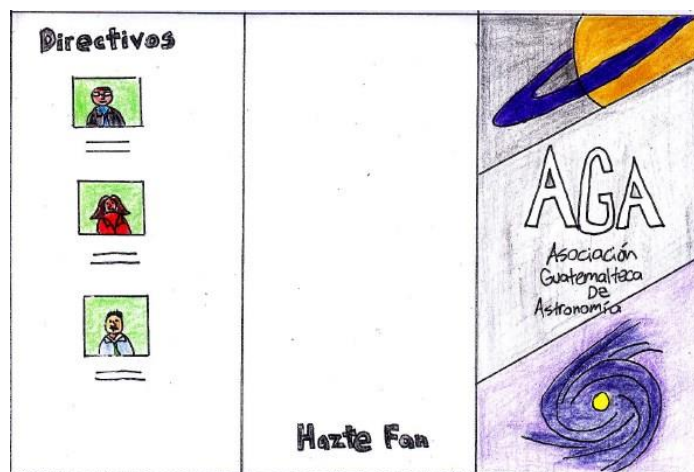 Directivos
Hazte Fan
AGA
Asociación
Guatemalteca
De
Astronomía